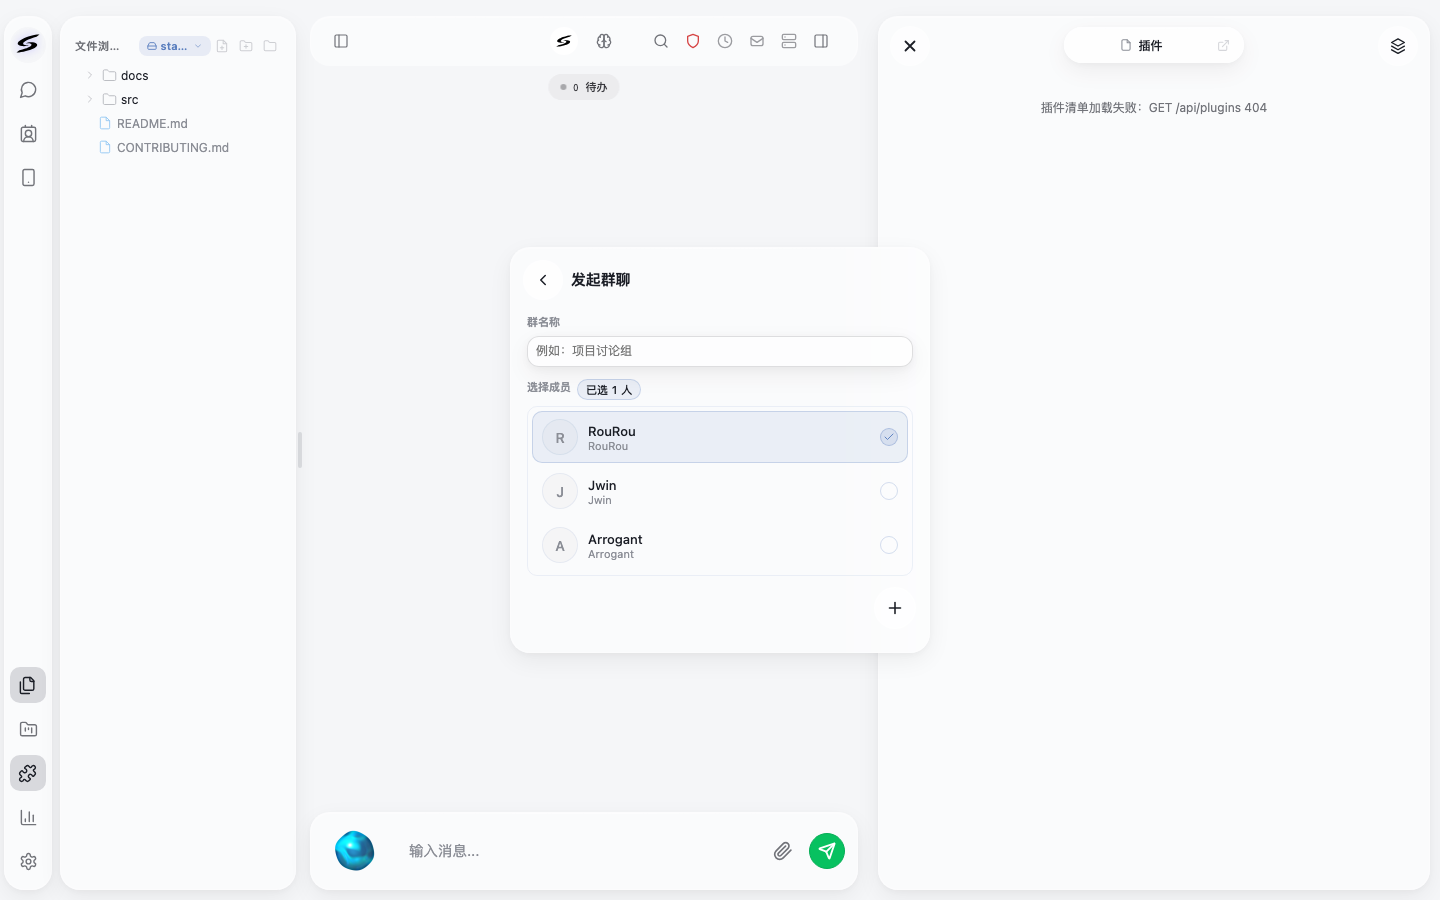 文件浏...
sta...
docs
src
README.md
CONTRIBUTING.md
0 待办
插件
插件清单加载失败：GET /api/plugins 404
发起群聊
群名称
例如：项目讨论组
选择成员
已选 1 人
R
RouRou
RouRou
J
Jwin
Jwin
A
Arrogant
Arrogant
输入消息...